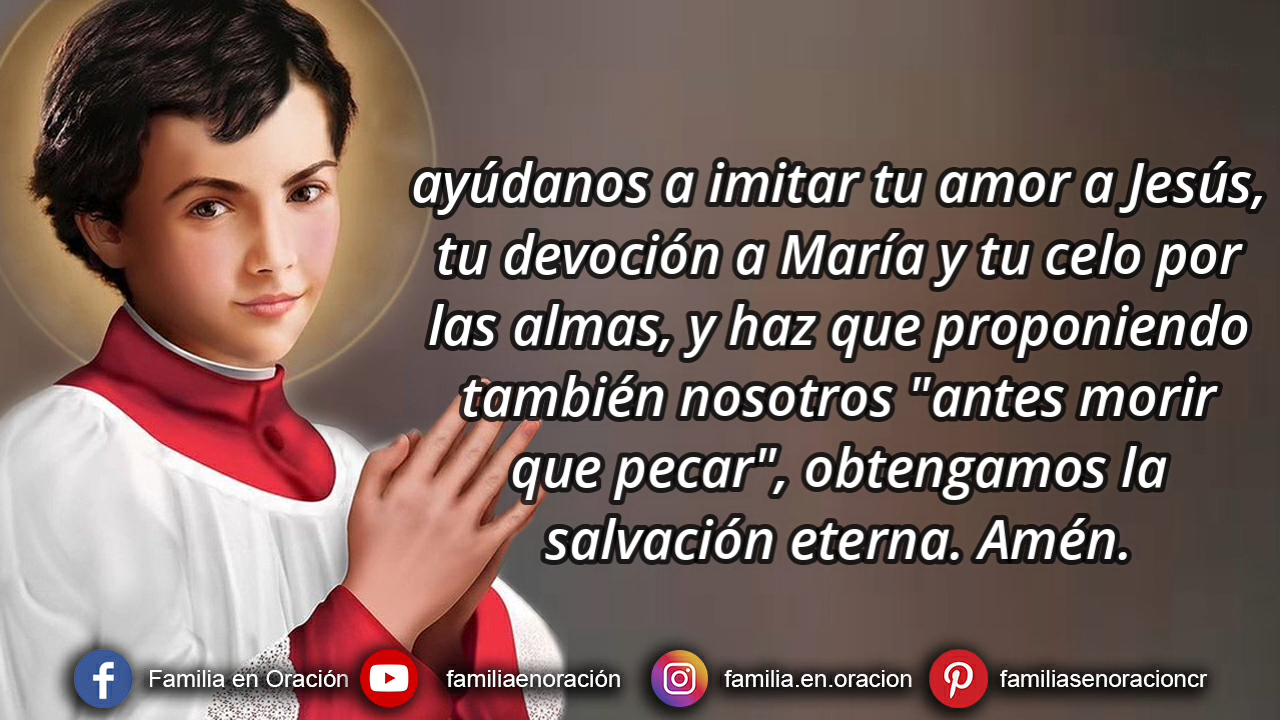 ayúdanos a imitar tu amor a Jesús,
tu devoción a María y tu celo por
las almas, y haz que proponiendo
también nosotros "antes morir
que pecar", obtengamos la
salvación eterna. Amén.
Familia en Oración
familiaenoración
familia.en.oracion
familiasenoracioncr